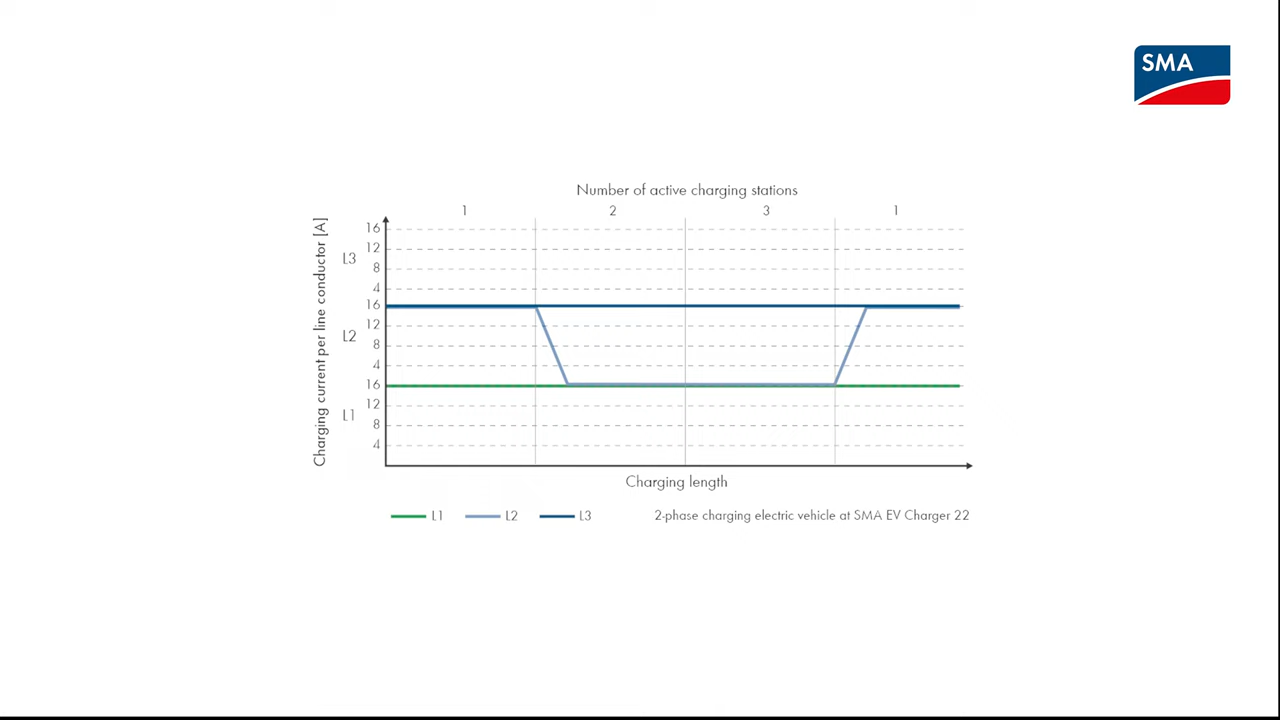 SMA
Number of active charging stations
1 2 3 1
Charging current per line conductor [A]
L3
16
12
8
4
L2
16
12
8
4
L1
16
12
8
4
Charging length
L1 L2 L3
2-phase charging electric vehicle at SMA EV Charger 22